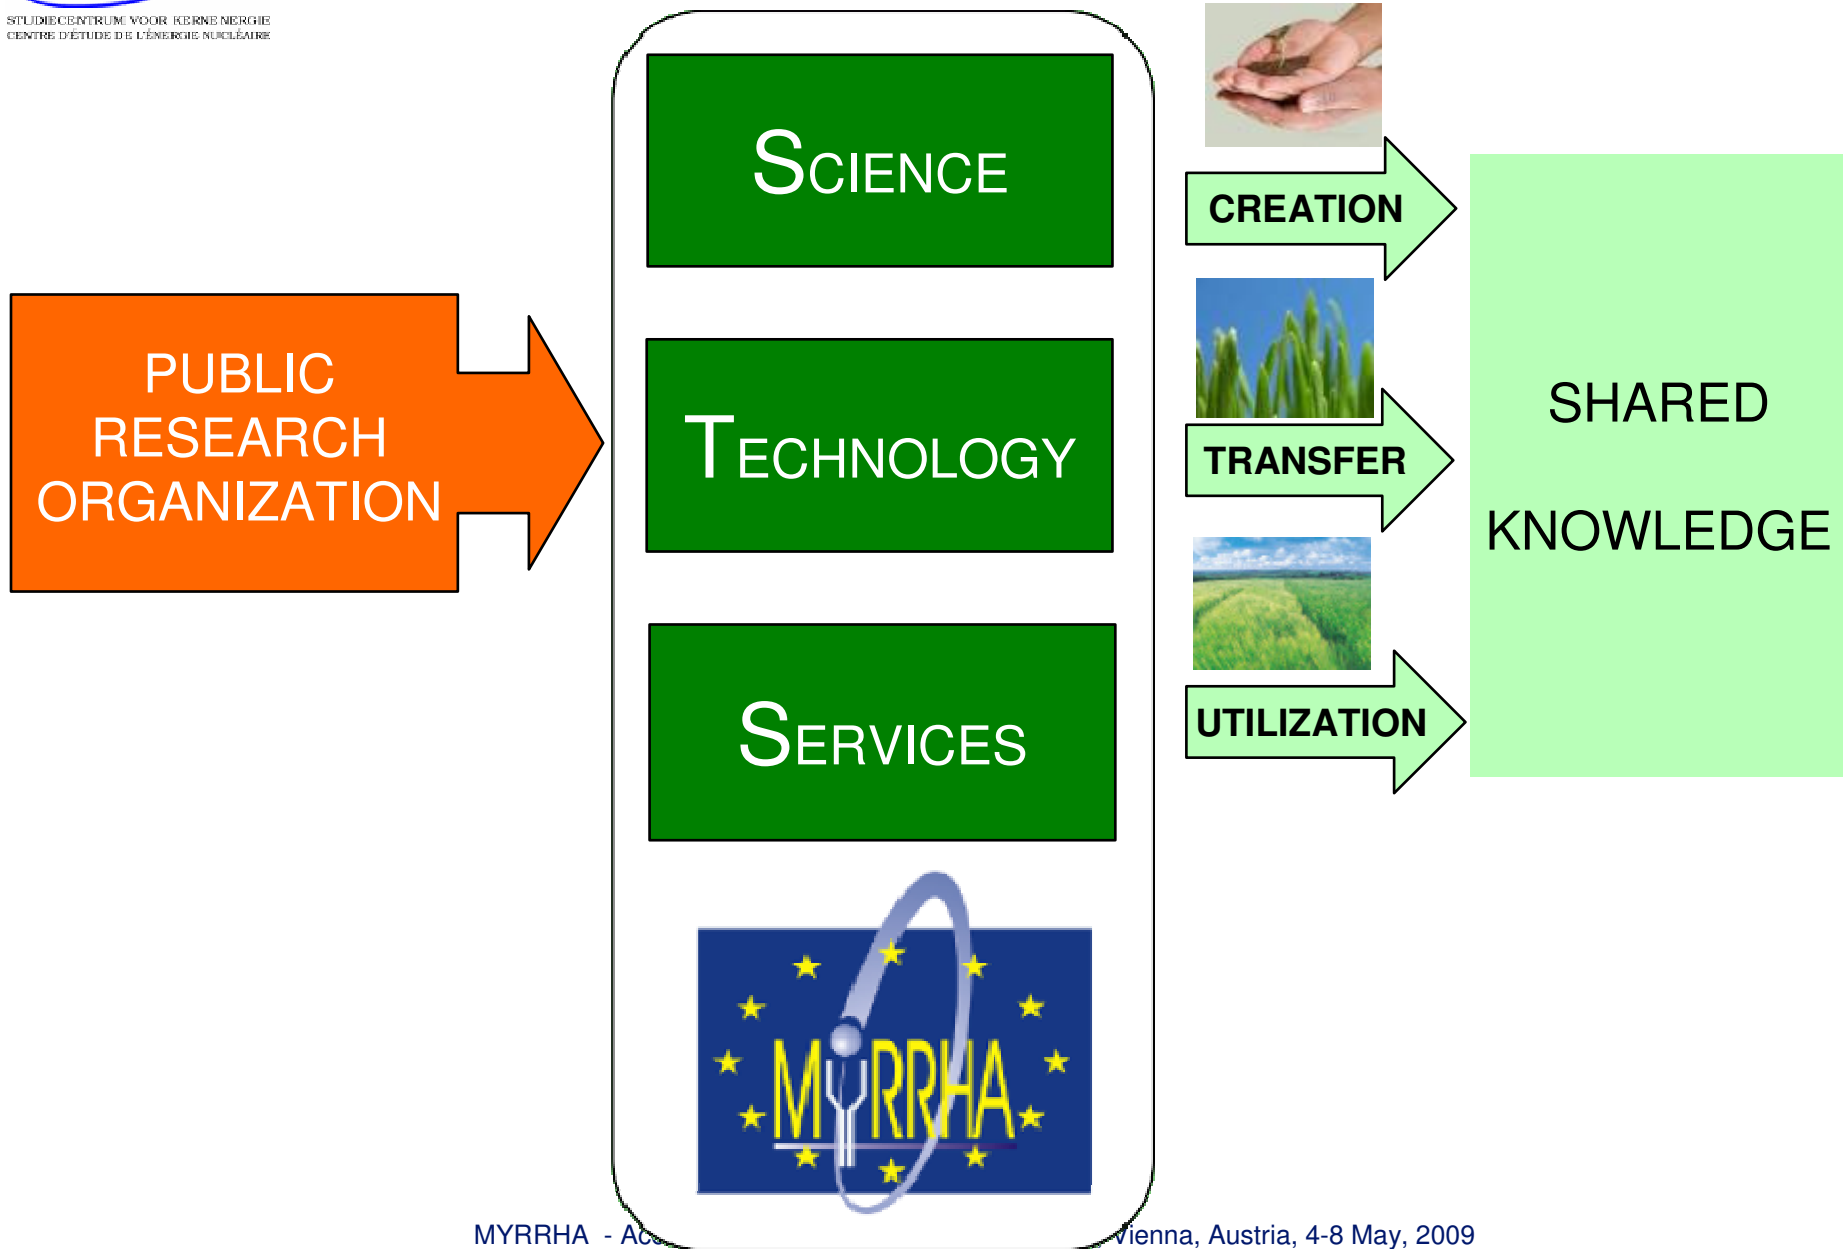 STUDIECENTRUM VOOR KERNENERGIE
CENTRE D'ÉTUDE DE L'ÉNERGIE NUCLÉAIRE
PUBLIC
RESEARCH
ORGANIZATION
SCIENCE
TECHNOLOGY
SERVICES
MYRRHA
CREATION
TRANSFER
UTILIZATION
SHARED
KNOWLEDGE
MYRRHA - Vienna, Austria, 4-8 May, 2009